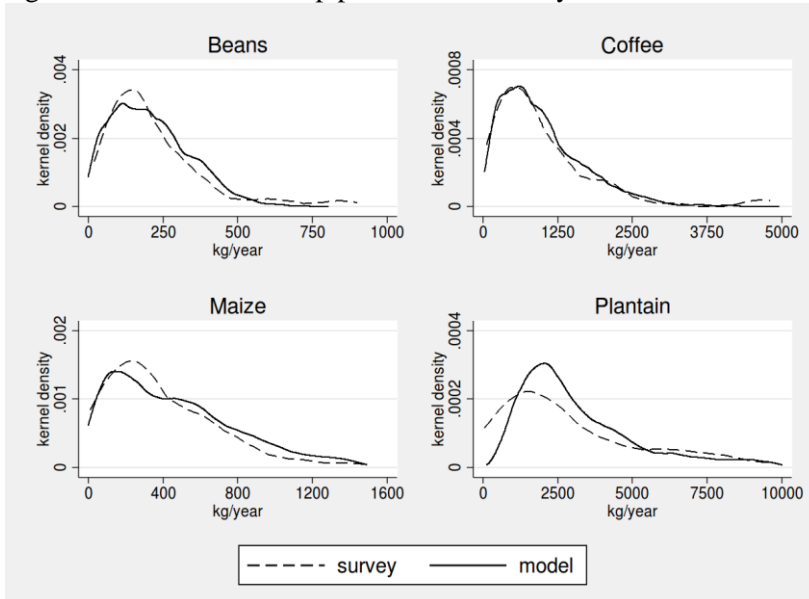 Beans
kernel density
0 .002 .004
0 250 500 750 1000
kg/year
Coffee
kernel density
0 .0004 .0008
0 1250 2500 3750 5000
kg/year
Maize
kernel density
0 .001 .002
0 400 800 1200 1600
kg/year
Plantain
kernel density
0 .0002 .0004
0 2500 5000 7500 10000
kg/year
survey model